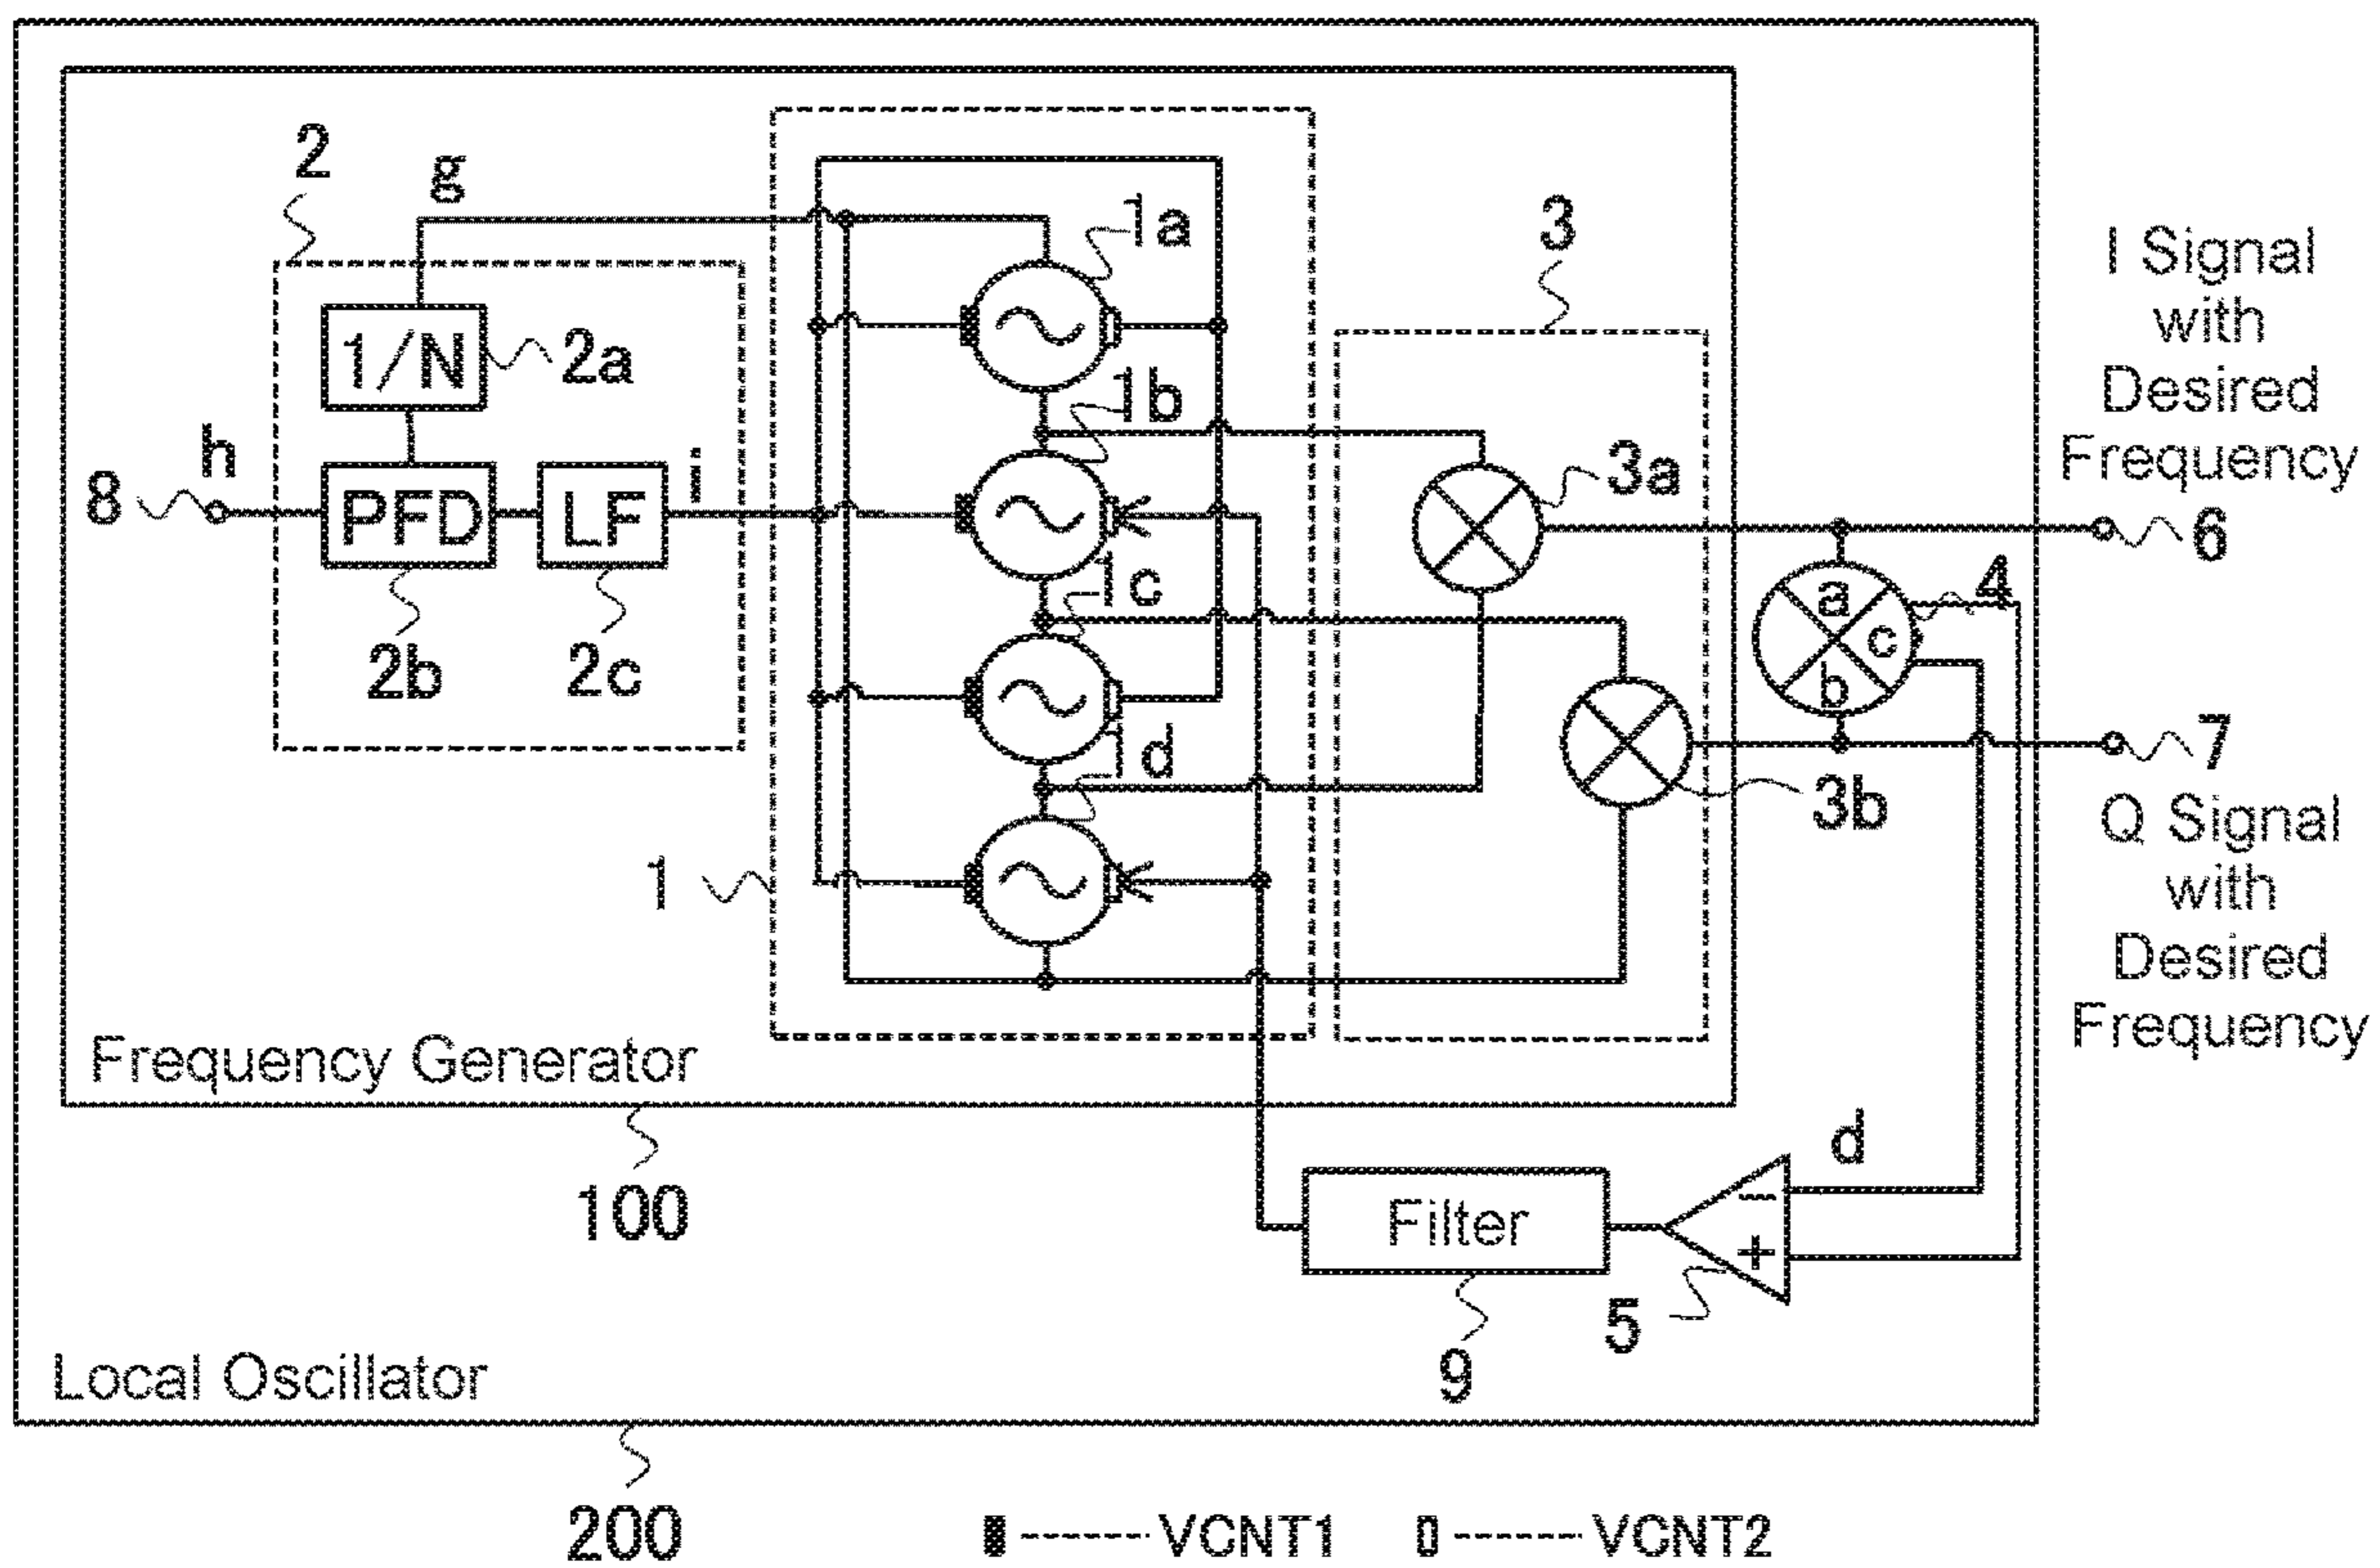 2
g
1a
3
I Signal
with
Desired
Frequency
1/N
2a
1b
h
i
3a
8
PFD
LF
6
1c
4
a
c
b
2b
2c
1d
7
3b
1
Q Signal
with
Desired
Frequency
Frequency Generator
d
100
Filter
−
+
5
9
Local Oscillator
200
VCNT1
VCNT2